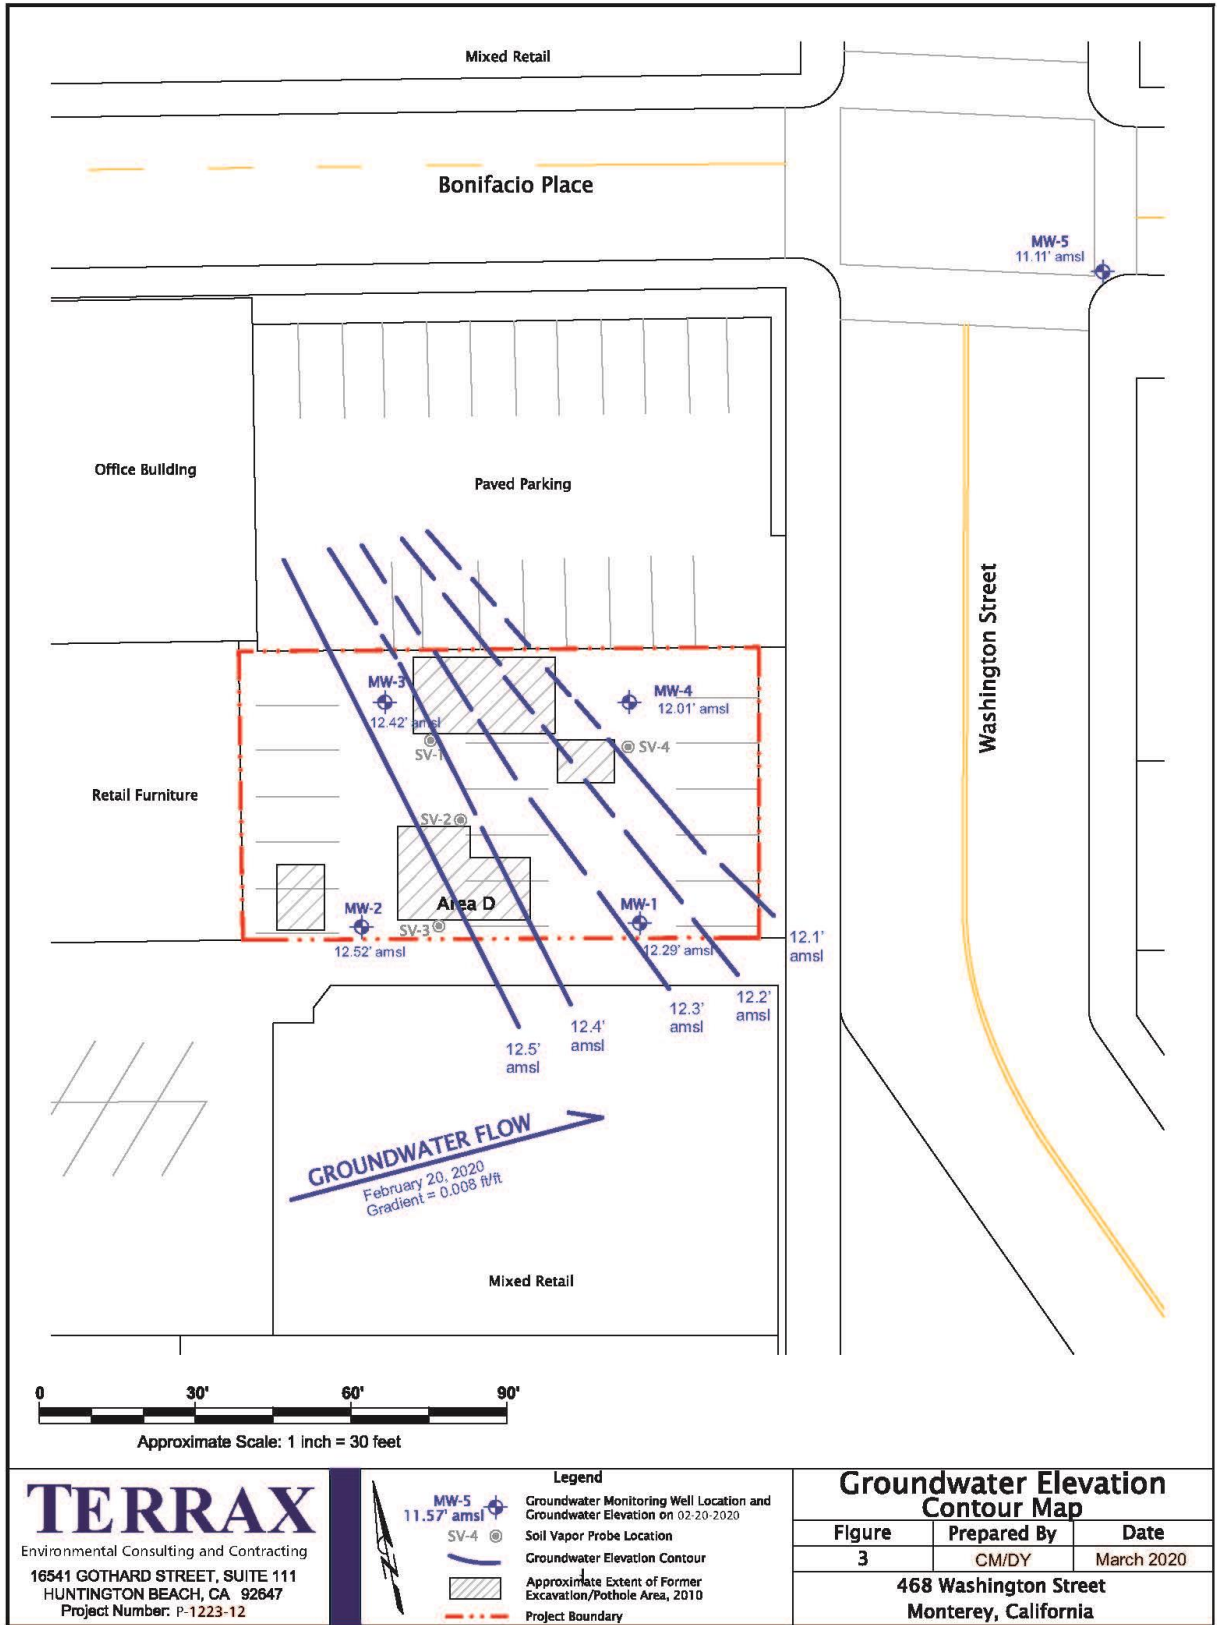 Mixed Retail
Bonifacio Place
MW-5
11.11' amsl
Office Building
Paved Parking
Washington Street
MW-3
12.42' amsl
MW-4
12.01' amsl
SV-1
SV-4
Retail Furniture
SV-2
Area D
MW-2
MW-1
SV-3
12.52' amsl
12.29' amsl
12.1'
amsl
12.2'
amsl
12.3'
amsl
12.4'
amsl
12.5'
amsl
GROUNDWATER FLOW
February 20, 2020
Gradient = 0.008 ft/ft
Mixed Retail
0 30' 60' 90'
Approximate Scale: 1 inch = 30 feet
TERRAX
Environmental Consulting and Contracting
16541 GOTHARD STREET, SUITE 111
HUNTINGTON BEACH, CA 92647
Project Number: P-1223-12
N
Legend
MW-5
11.57' amsl
Groundwater Monitoring Well Location and
Groundwater Elevation on 02-20-2020
SV-4 Soil Vapor Probe Location
Groundwater Elevation Contour
Approximate Extent of Former
Excavation/Pothole Area, 2010
Project Boundary
Groundwater Elevation
Contour Map
Figure Prepared By Date
3 CM/DY March 2020
468 Washington Street
Monterey, California